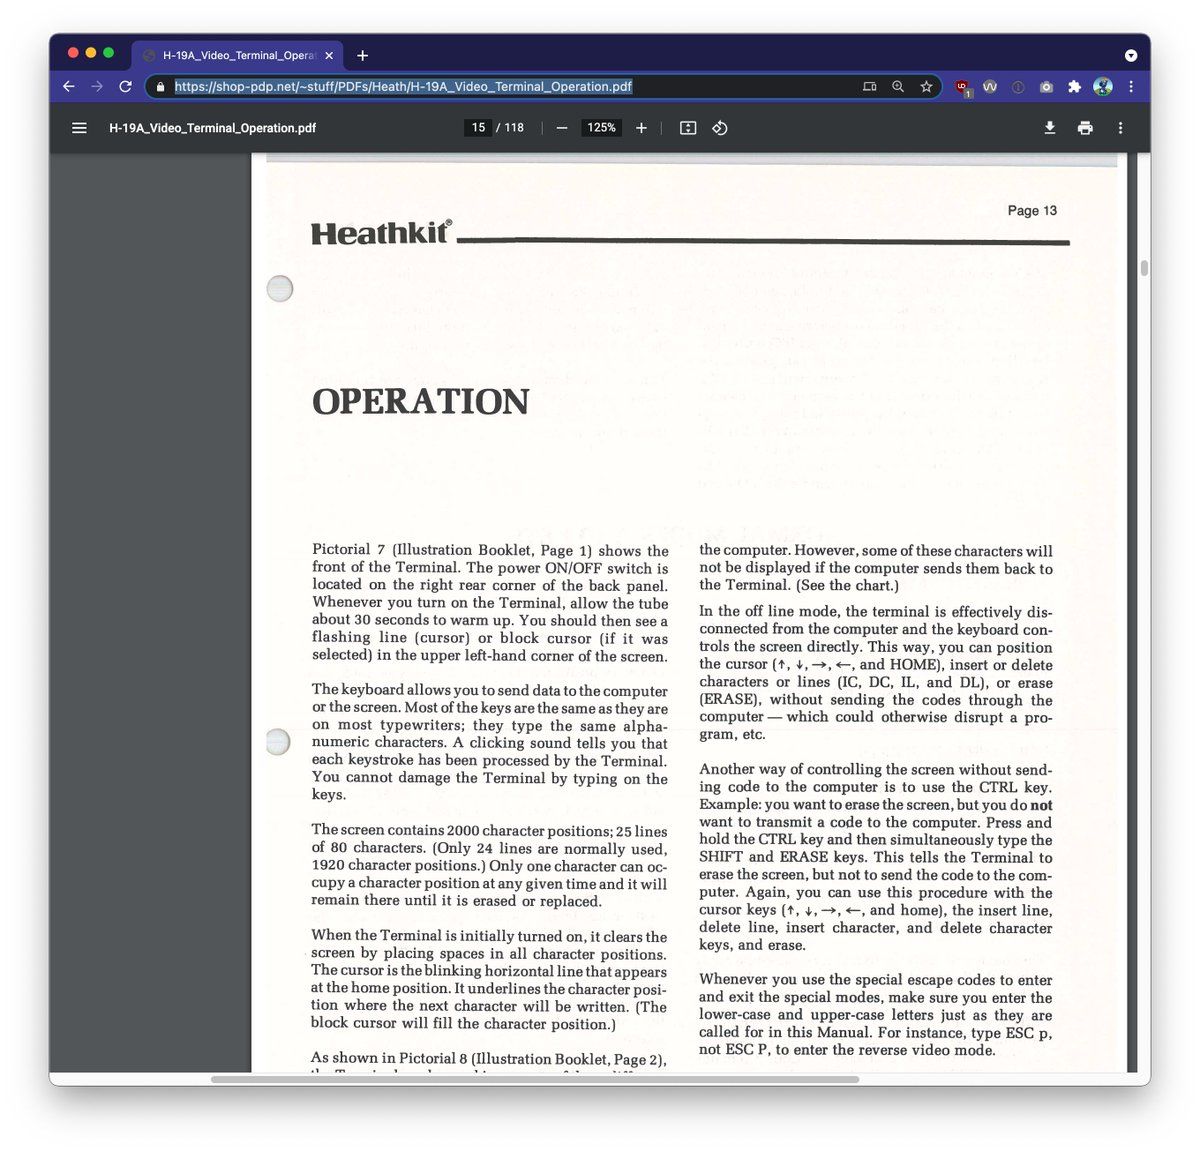 H-19A_Video_Terminal_Opera
https://shop-pdp.net/~stuff/PDFs/Heath/H-19A_Video_Terminal_Operation.pdf
1
H-19A_Video_Terminal_Operation.pdf
15 / 118
125%
Page 13
Heathkit®
OPERATION
Pictorial 7 (Illustration Booklet, Page 1) shows the
front of the Terminal. The power ON/OFF switch is
located on the right rear corner of the back panel.
Whenever you turn on the Terminal, allow the tube
about 30 seconds to warm up. You should then see a
flashing line (cursor) or block cursor (if it was
selected) in the upper left-hand corner of the screen.
The keyboard allows you to send data to the computer
or the screen. Most of the keys are the same as they are
on most typewriters; they type the same alpha-
numeric characters. A clicking sound tells you that
each keystroke has been processed by the Terminal.
You cannot damage the Terminal by typing on the
keys.
The screen contains 2000 character positions; 25 lines
of 80 characters. (Only 24 lines are normally used,
1920 character positions.) Only one character can oc-
cupy a character position at any given time and it will
remain there until it is erased or replaced.
When the Terminal is initially turned on, it clears the
screen by placing spaces in all character positions.
The cursor is the blinking horizontal line that appears
at the home position. It underlines the character posi-
tion where the next character will be written. (The
block cursor will fill the character position.)
As shown in Pictorial 8 (Illustration Booklet, Page 2),
the computer. However, some of these characters will
not be displayed if the computer sends them back to
the Terminal. (See the chart.)
In the off line mode, the terminal is effectively dis-
connected from the computer and the keyboard con-
trols the screen directly. This way, you can position
the cursor (↑, ↓, →, ←, and HOME), insert or delete
characters or lines (IC, DC, IL, and DL), or erase
(ERASE), without sending the codes through the
computer — which could otherwise disrupt a pro-
gram, etc.
Another way of controlling the screen without send-
ing code to the computer is to use the CTRL key.
Example: you want to erase the screen, but you do not
want to transmit a code to the computer. Press and
hold the CTRL key and then simultaneously type the
SHIFT and ERASE keys. This tells the Terminal to
erase the screen, but not to send the code to the com-
puter. Again, you can use this procedure with the
cursor keys (↑, ↓, →, ←, and home), the insert line,
delete line, insert character, and delete character
keys, and erase.
Whenever you use the special escape codes to enter
and exit the special modes, make sure you enter the
lower-case and upper-case letters just as they are
called for in this Manual. For instance, type ESC p,
not ESC P, to enter the reverse video mode.